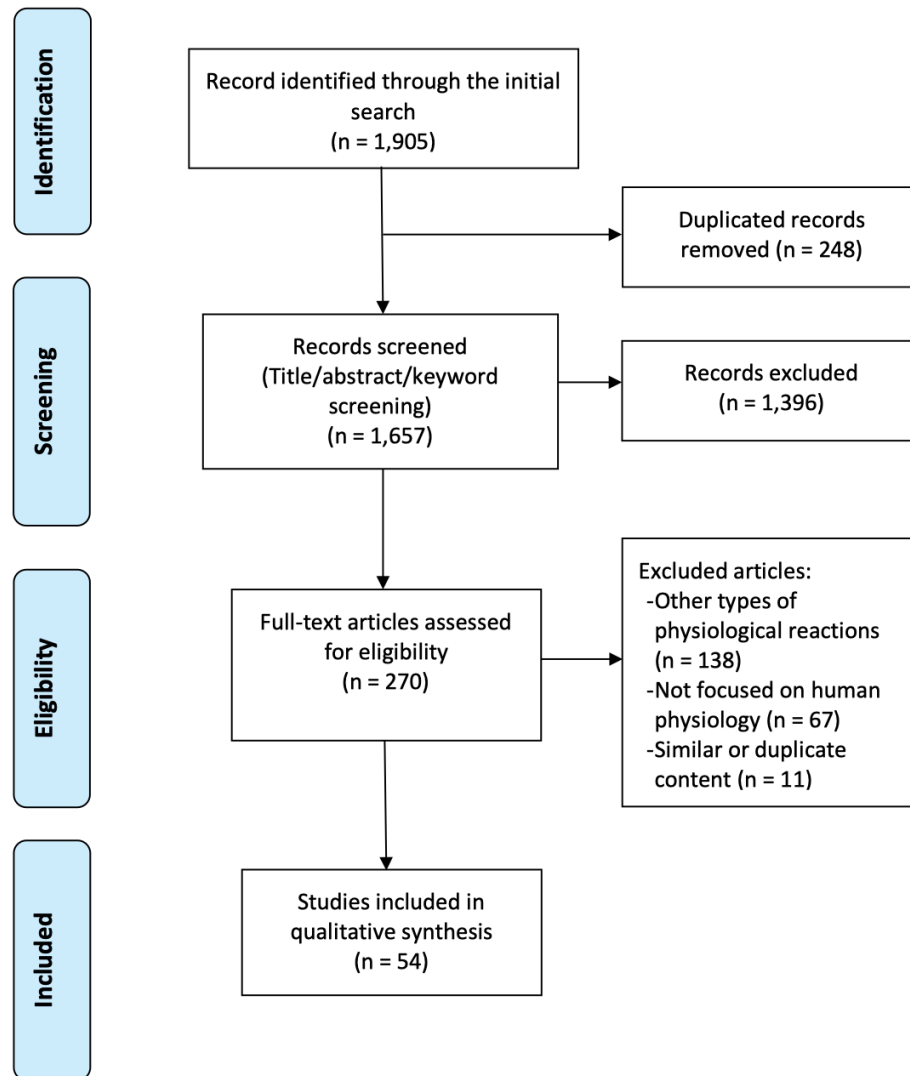 Identification
Record identified through the initial
search
(n = 1,905)
Duplicated records
removed (n = 248)
Screening
Records screened
(Title/abstract/keyword
screening)
(n = 1,657)
Records excluded
(n = 1,396)
Eligibility
Full-text articles assessed
for eligibility
(n = 270)
Excluded articles:
-Other types of
physiological reactions
(n = 138)
-Not focused on human
physiology (n = 67)
-Similar or duplicate
content (n = 11)
Included
Studies included in
qualitative synthesis
(n = 54)